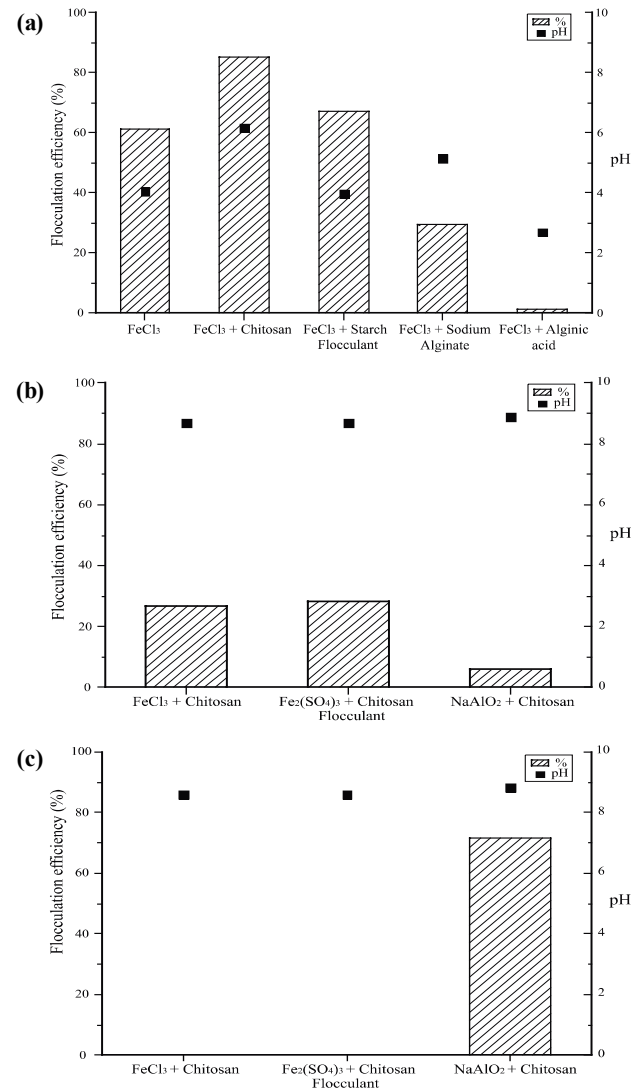 (a)
100
80
60
40
20
0
Flocculation efficiency (%)
%
pH
10
8
6
4
2
0
pH
FeCl₃ FeCl₃ + Chitosan FeCl₃ + Starch FeCl₃ + Sodium FeCl₃ + Alginic
Flocculant Alginate acid
(b)
100
80
60
40
20
0
Flocculation efficiency (%)
%
pH
10
8
6
4
2
0
pH
FeCl₃ + Chitosan Fe₂(SO₄)₃ + Chitosan NaAlO₂ + Chitosan
Flocculant
(c)
100
80
60
40
20
0
Flocculation efficiency (%)
%
pH
10
8
6
4
2
0
pH
FeCl₃ + Chitosan Fe₂(SO₄)₃ + Chitosan NaAlO₂ + Chitosan
Flocculant